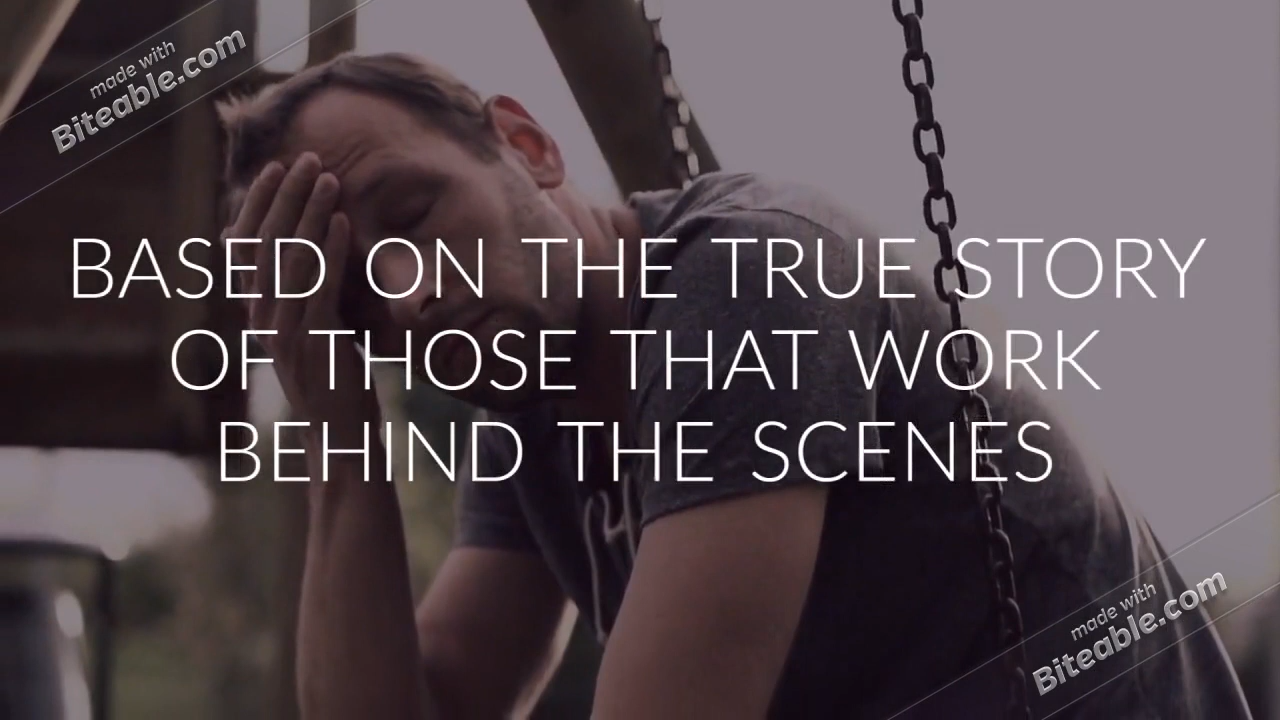 made with
Biteable.com
BASED ON THE TRUE STORY
OF THOSE THAT WORK
BEHIND THE SCENES
made with
Biteable.com